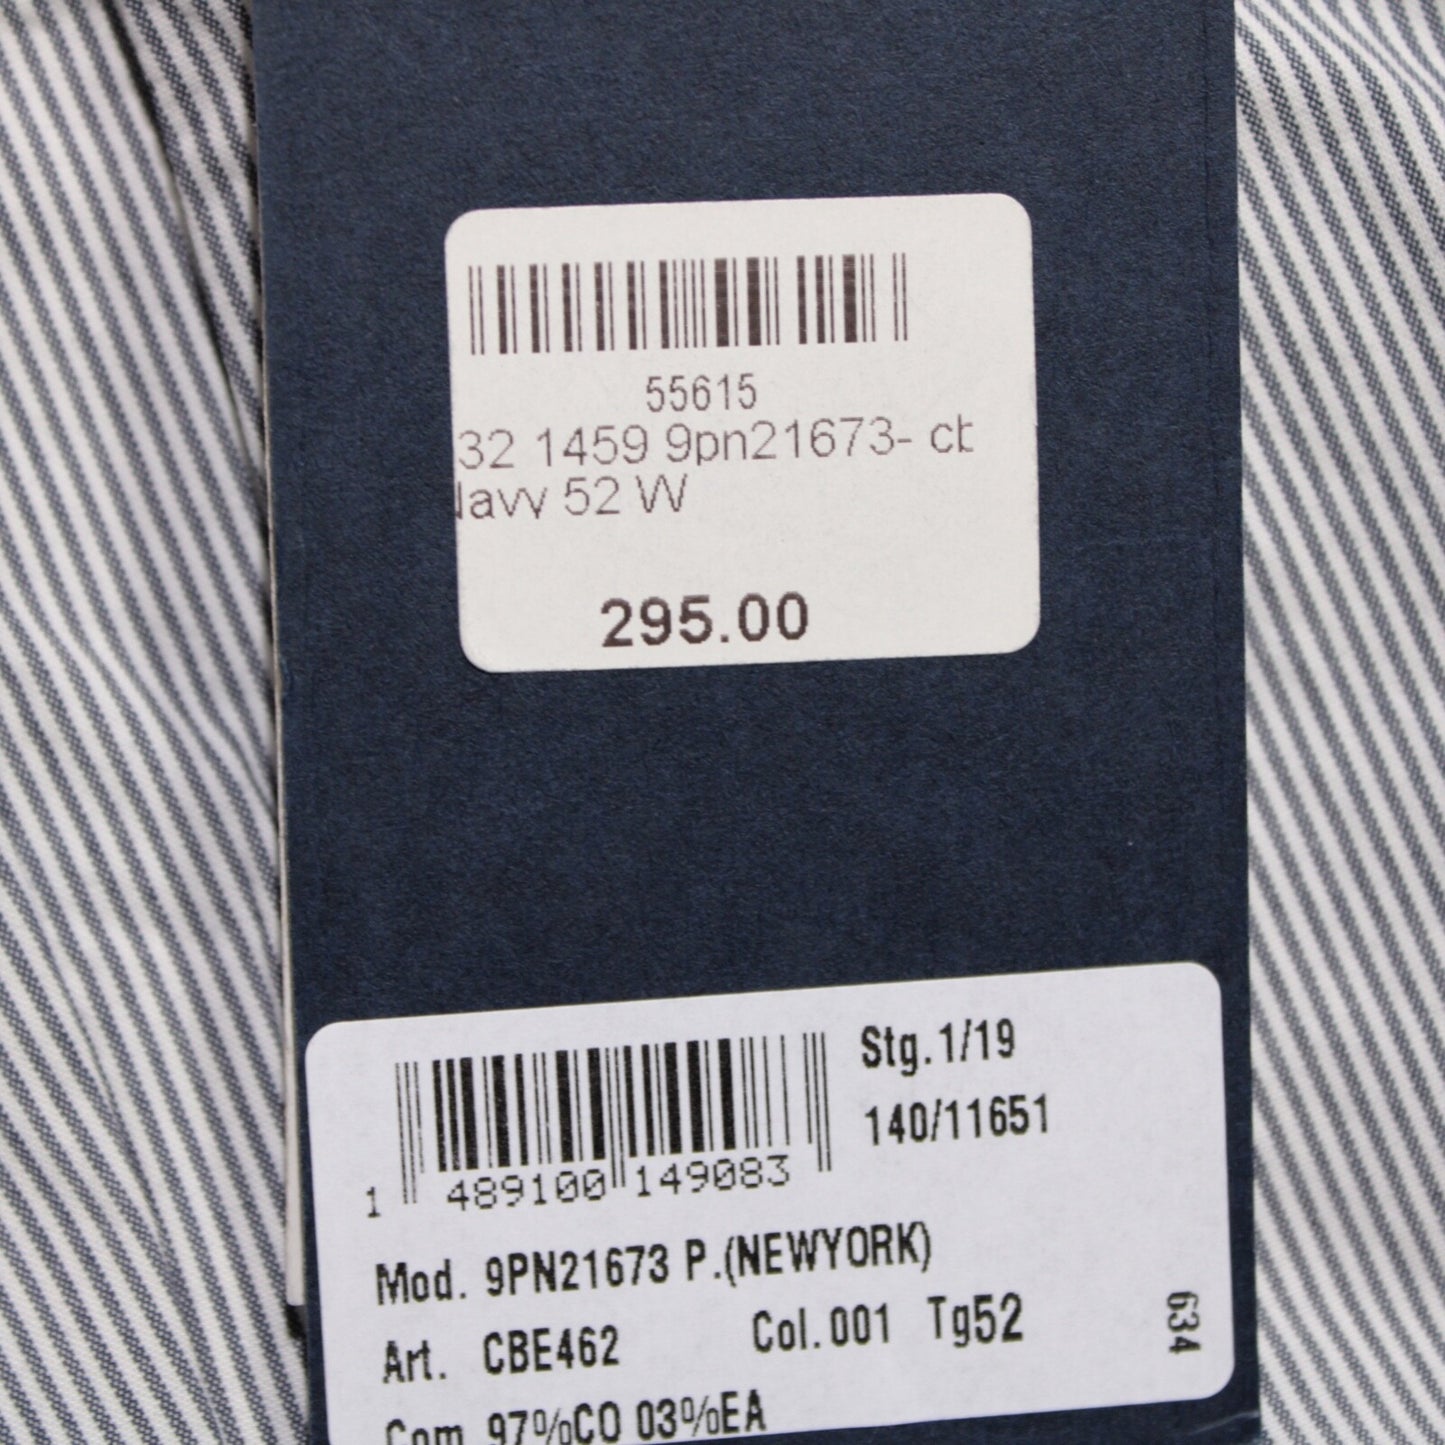 55615
32 1459 9pn21673- cb
Navy 52 W
295.00
Stg.1/19
140/11651
1 489100 149083
Mod. 9PN21673 P.(NEWYORK)
Art. CBE462 Col.001 Tg52
634
Com 97%CO 03%EA